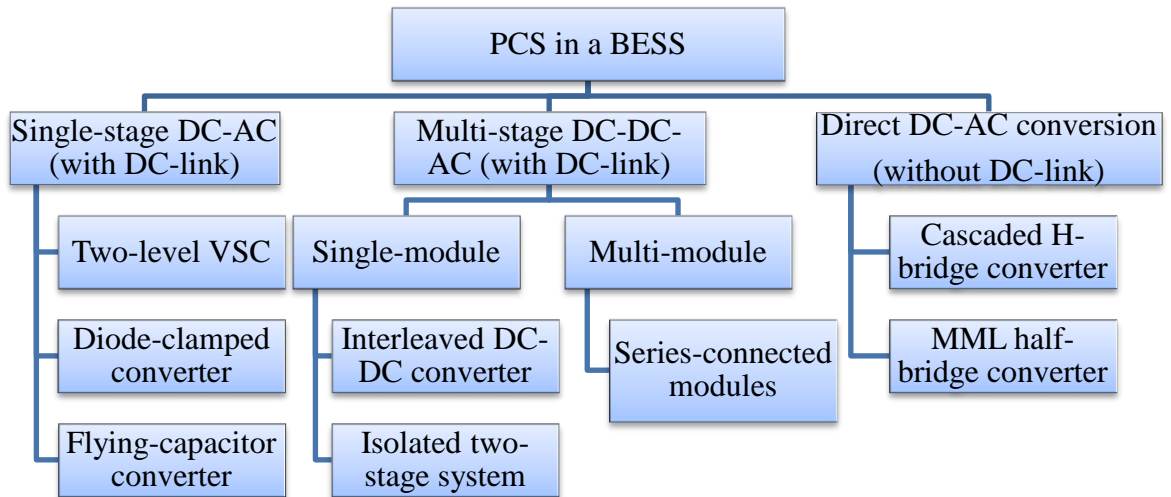 PCS in a BESS
Single-stage DC-AC
(with DC-link)
Multi-stage DC-DC-
AC (with DC-link)
Direct DC-AC conversion
(without DC-link)
Two-level VSC
Diode-clamped
converter
Flying-capacitor
converter
Single-module
Interleaved DC-
DC converter
Isolated two-
stage system
Multi-module
Series-connected
modules
Cascaded H-
bridge converter
MML half-
bridge converter